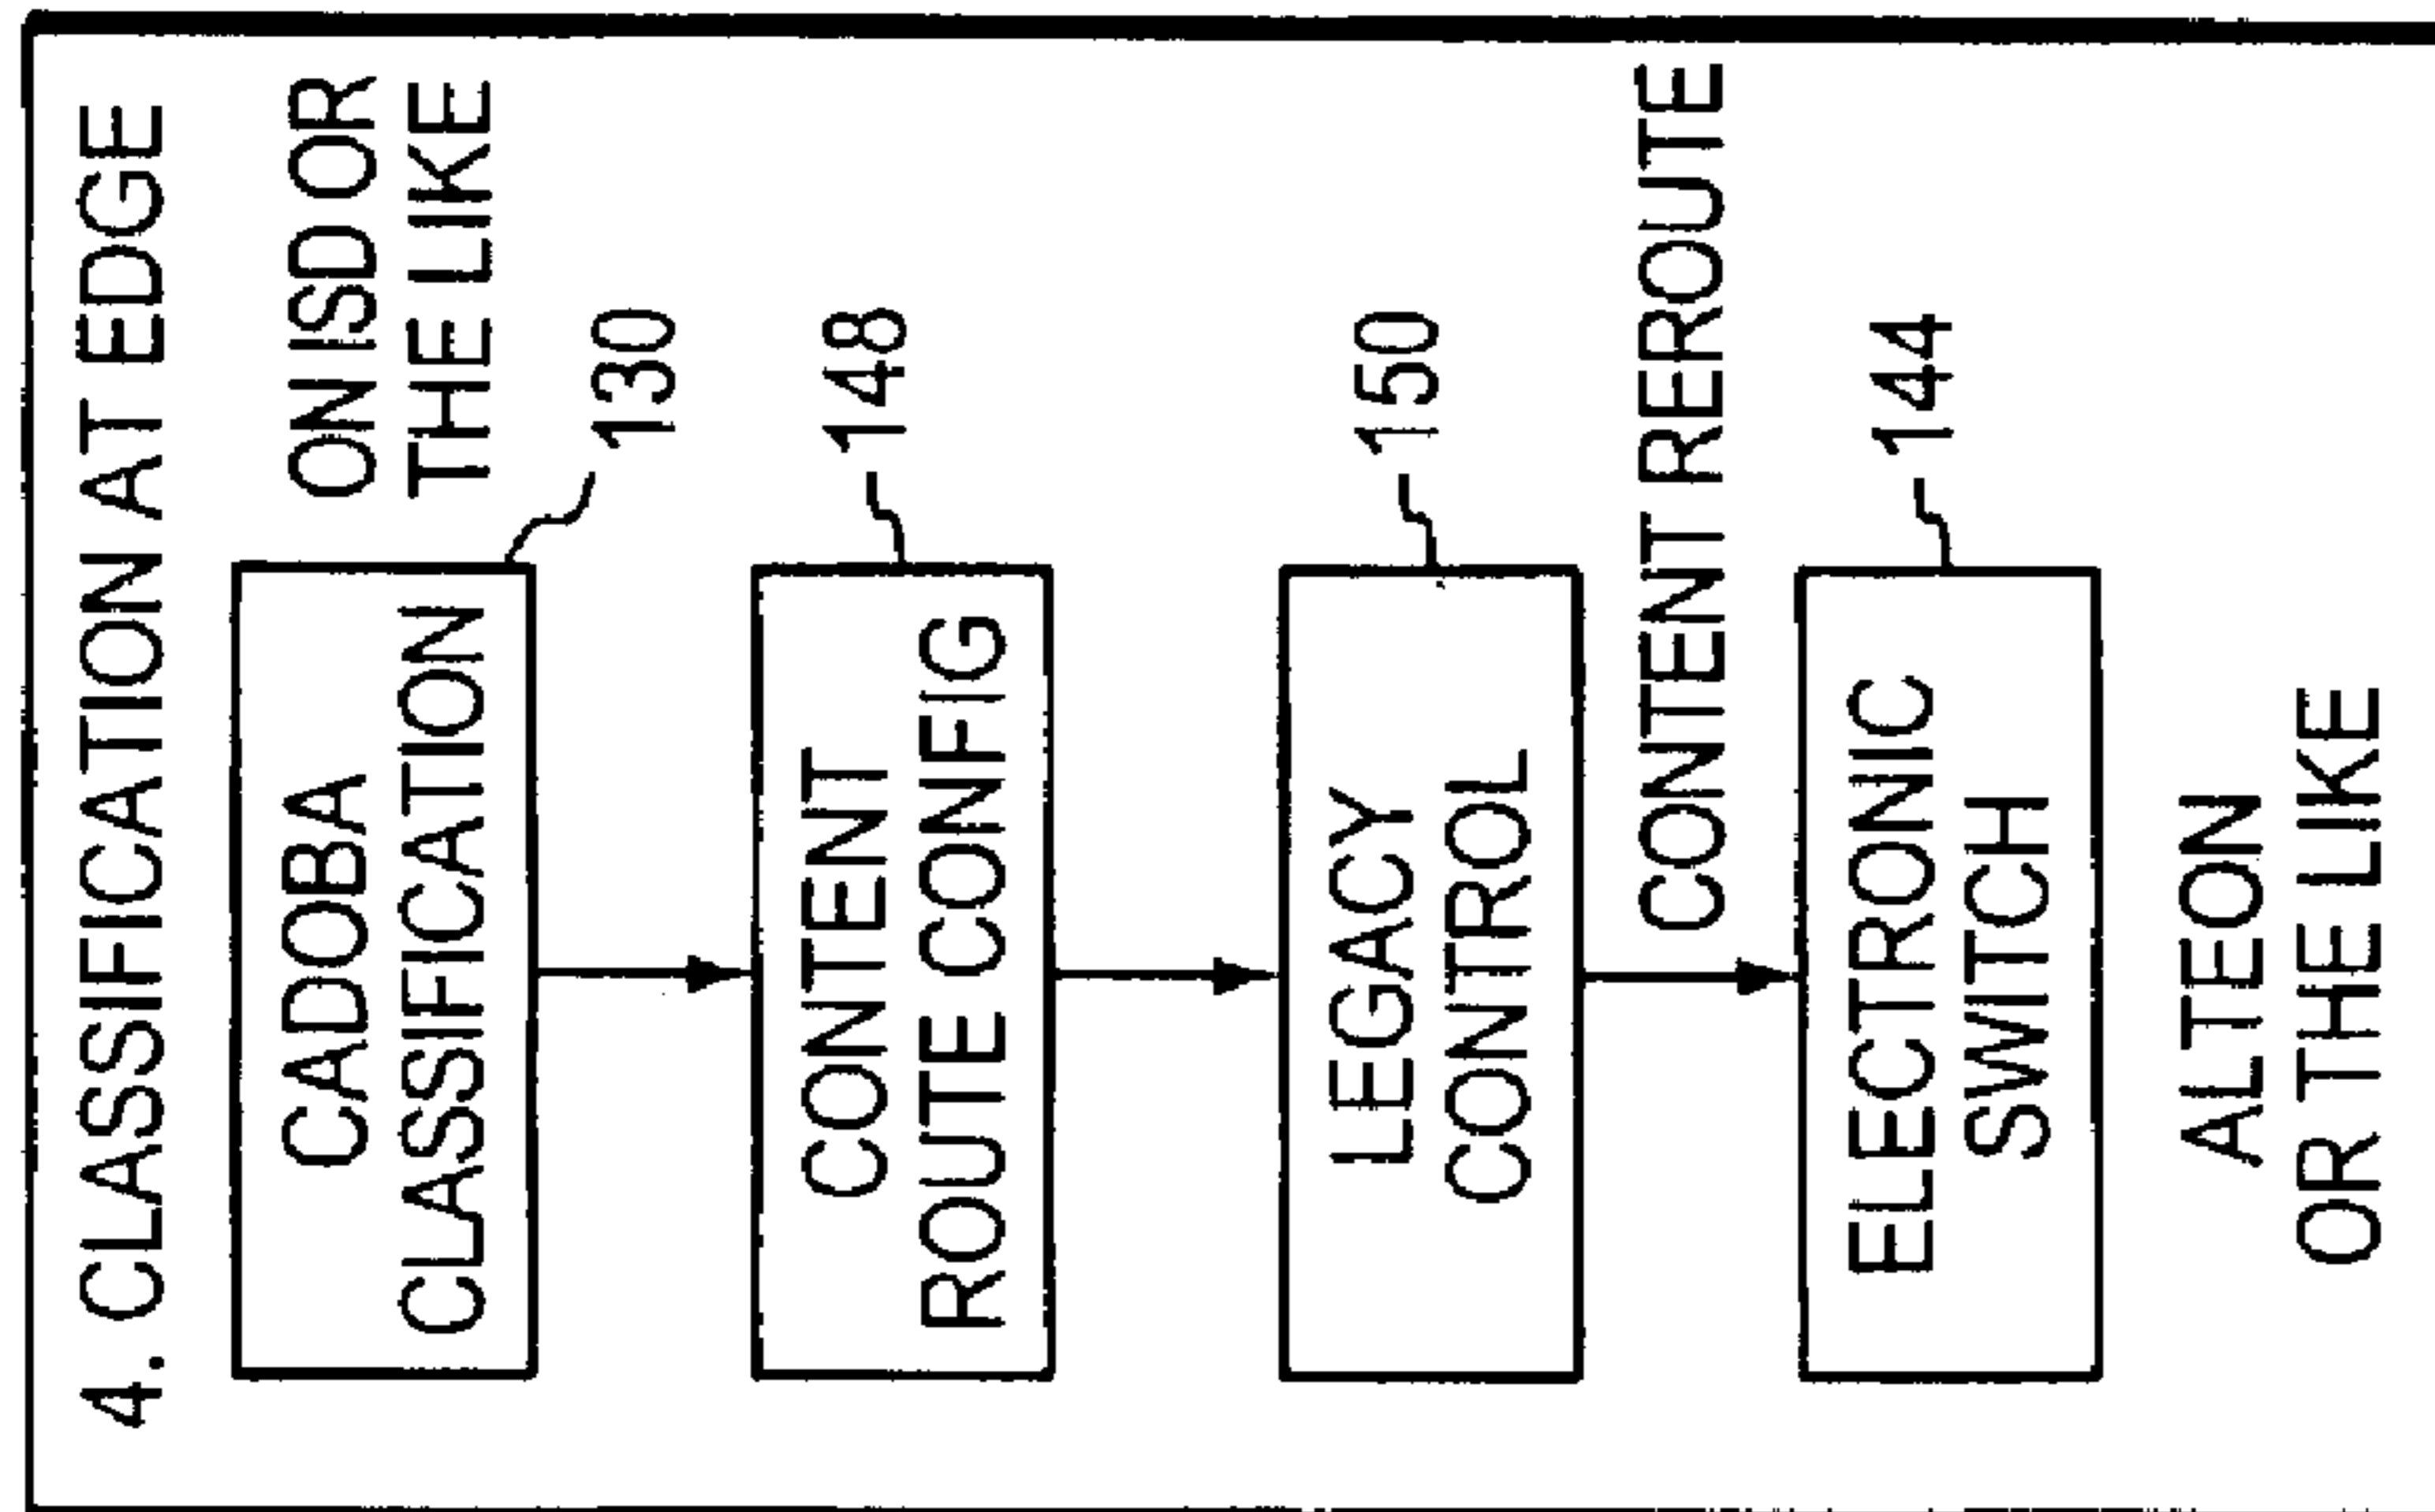 4. CLASSIFICATION AT EDGE
CADOBA
CLASSIFICATION
ON ISD OR
THE LIKE
130
CONTENT
ROUTE CONFIG
148
LEGACY
CONTROL
150
CONTENT REROUTE
ELECTRONIC
SWITCH
144
ALTEON
OR THE LIKE